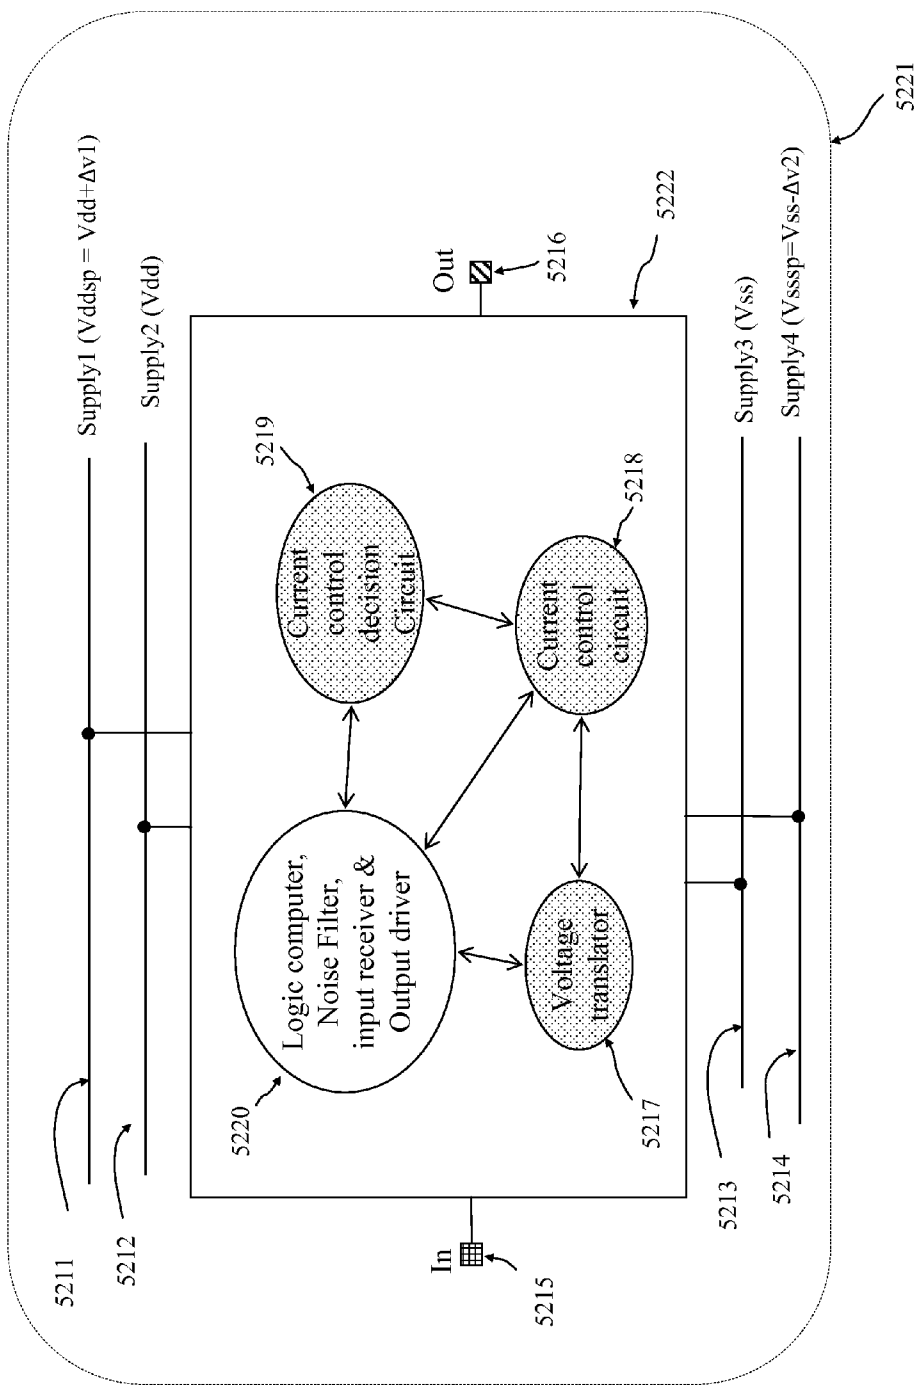 Supply1 (Vddsp = Vdd+Δv1)
Supply2 (Vdd)
5211
5212
5219
Current
control
decision
Circuit
Logic computer,
Noise Filter,
input receiver &
Output driver
5220
Current
control
circuit
5218
Voltage
translator
5217
In
5215
Out
5216
5222
Supply3 (Vss)
Supply4 (Vsssp=Vss-Δv2)
5213
5214
5221